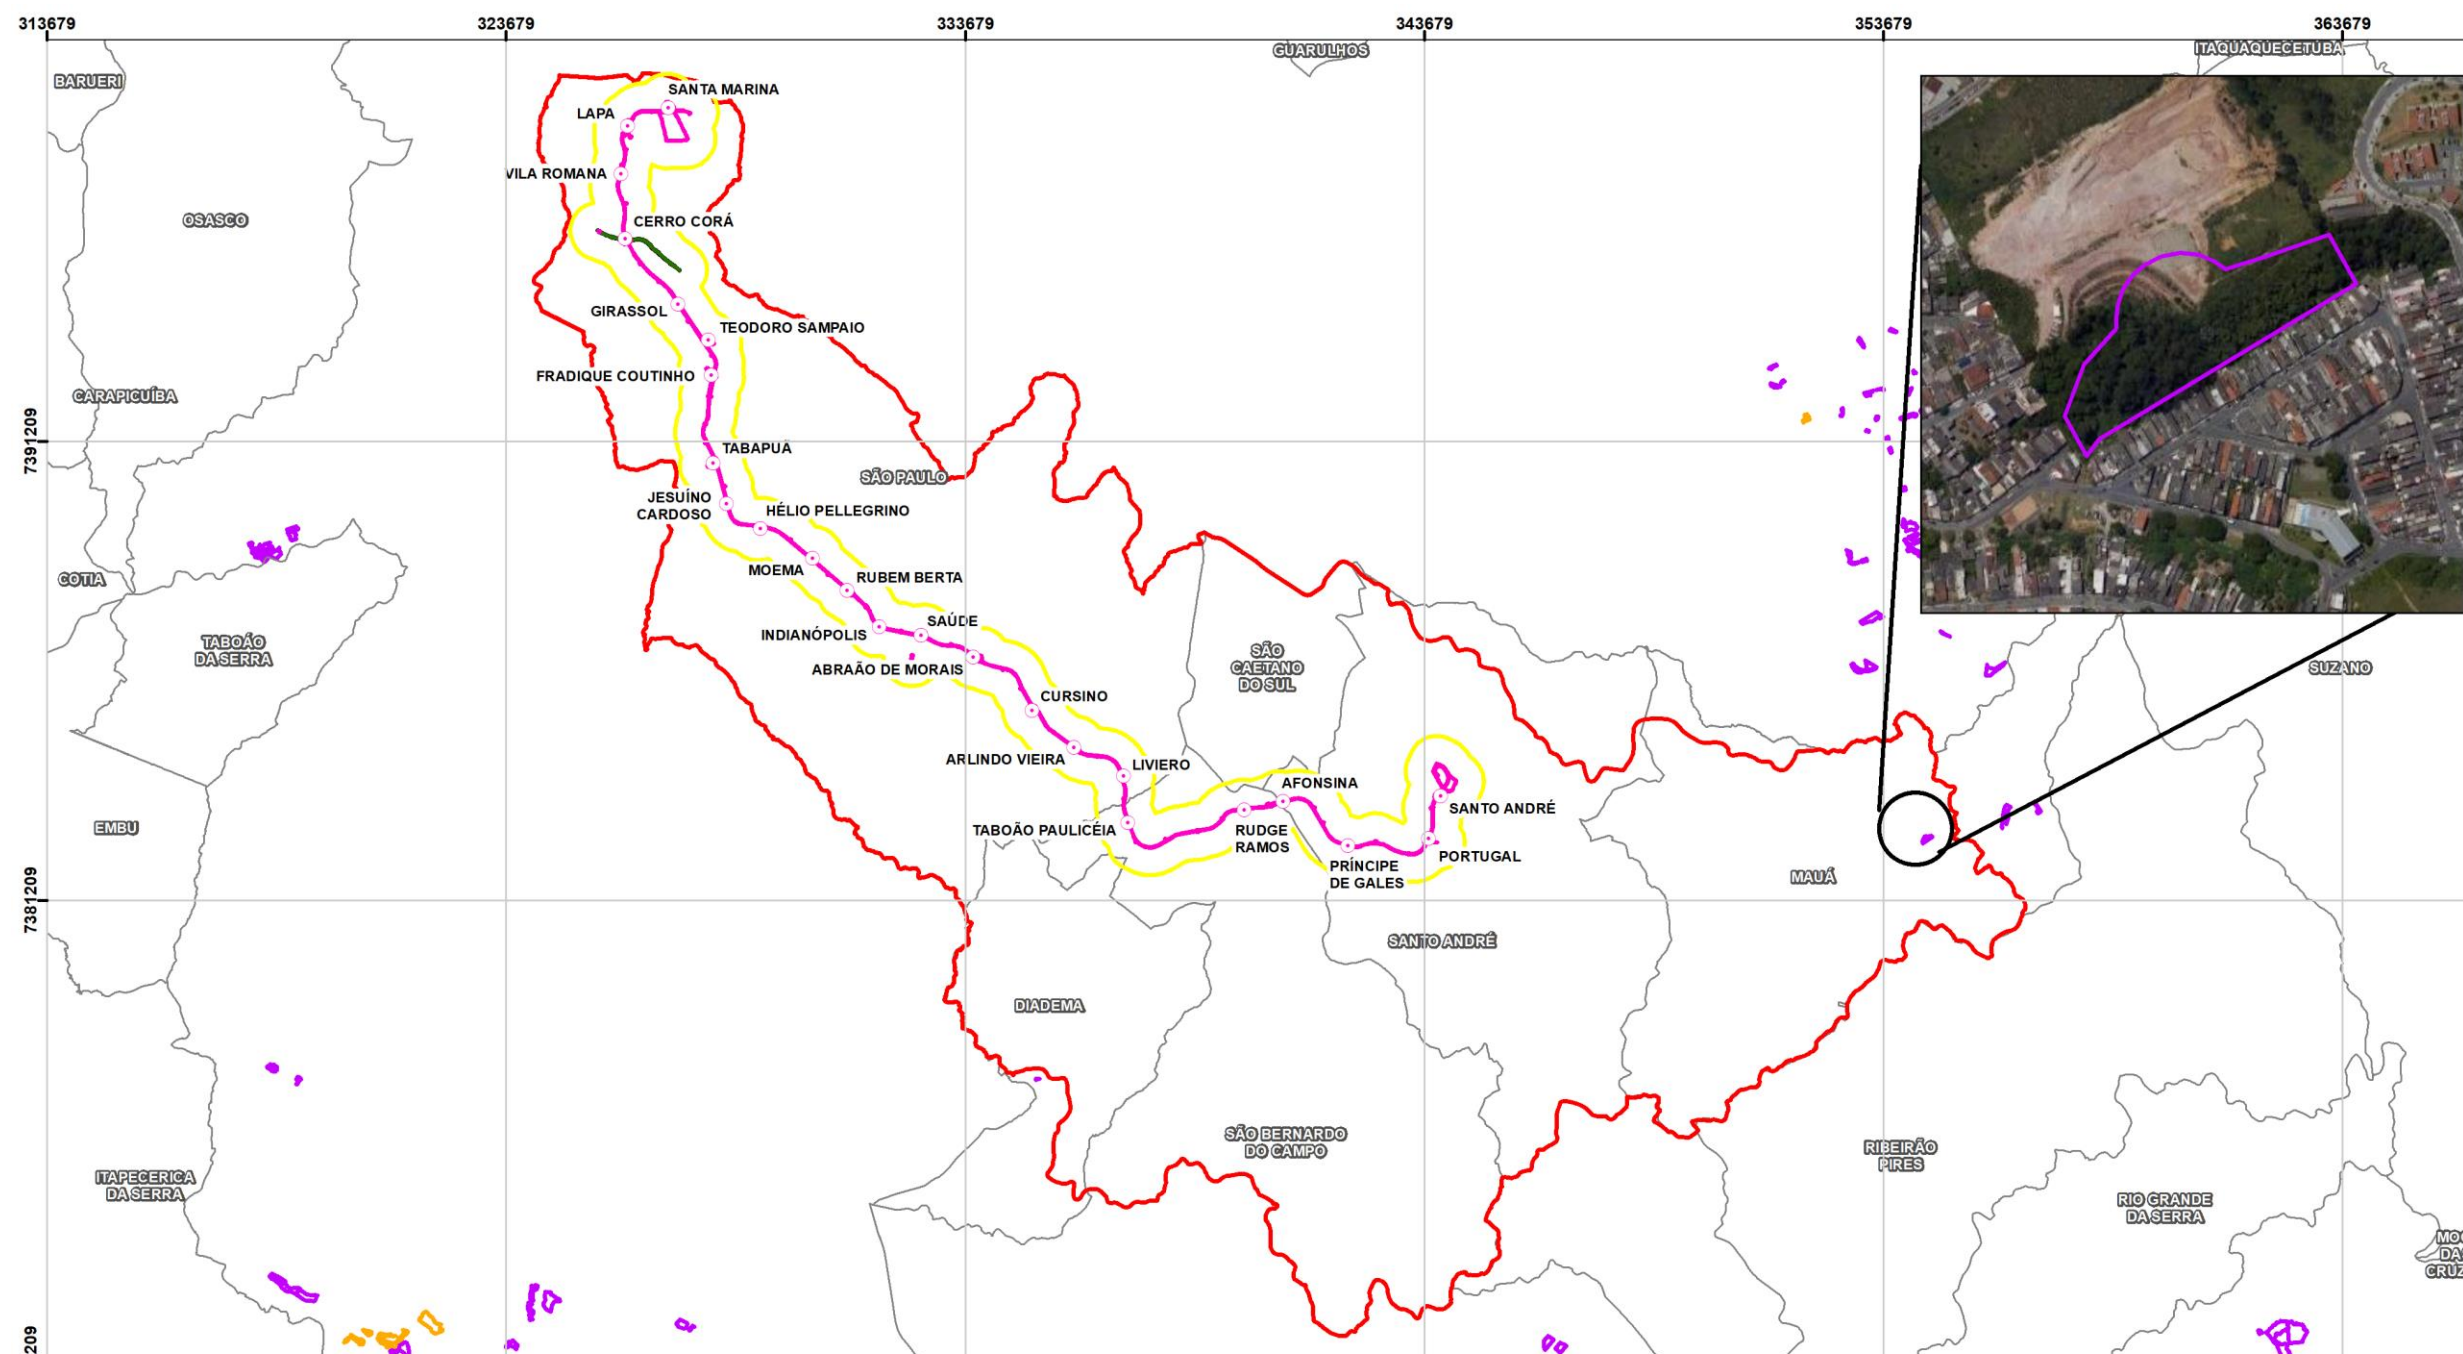 313679
323679
333679
343679
353679
363679
GUARULHOS
ITAQUAQUECETUBA
BARUERI
SANTA MARINA
LAPA
VILA ROMANA
OSASCO
CERRO CORÁ
GIRASSOL
TEODORO SAMPAIO
FRADIQUE COUTINHO
CARAPICUÍBA
7391209
TABAPUÃ
SÃO PAULO
JESUÍNO
CARDOSO
HÉLIO PELLEGRINO
MOEMA
RUBEM BERTA
COTIA
SAÚDE
INDIANÓPOLIS
TABOÃO
DA SERRA
ABRAÃO DE MORAIS
SÃO
CAETANO
DO SUL
SUZANO
CURSINO
ARLINDO VIEIRA
LIVIERO
AFONSINA
SANTO ANDRÉ
EMBU
TABOÃO PAULICÉIA
RUDGE
RAMOS
PORTUGAL
PRÍNCIPE
DE GALES
MAUÁ
7381209
SANTO ANDRÉ
DIADEMA
SÃO BERNARDO
DO CAMPO
RIBEIRÃO
PIRES
ITAPECERICA
DA SERRA
RIO GRANDE
DA SERRA
MO
DA
CRUZ
209